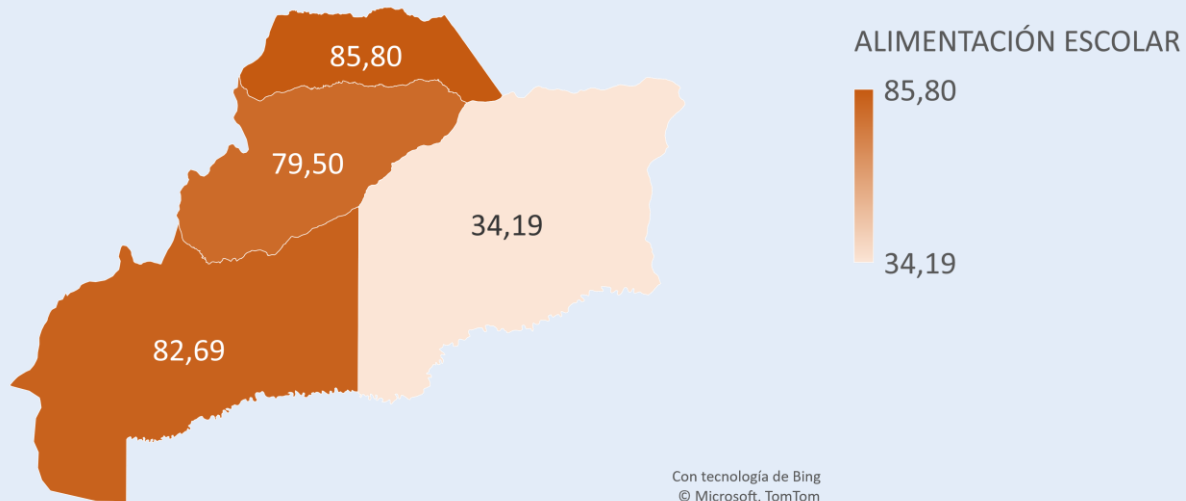 85,80
79,50
34,19
82,69
ALIMENTACIÓN ESCOLAR
85,80
34,19
Con tecnología de Bing
© Microsoft, TomTom